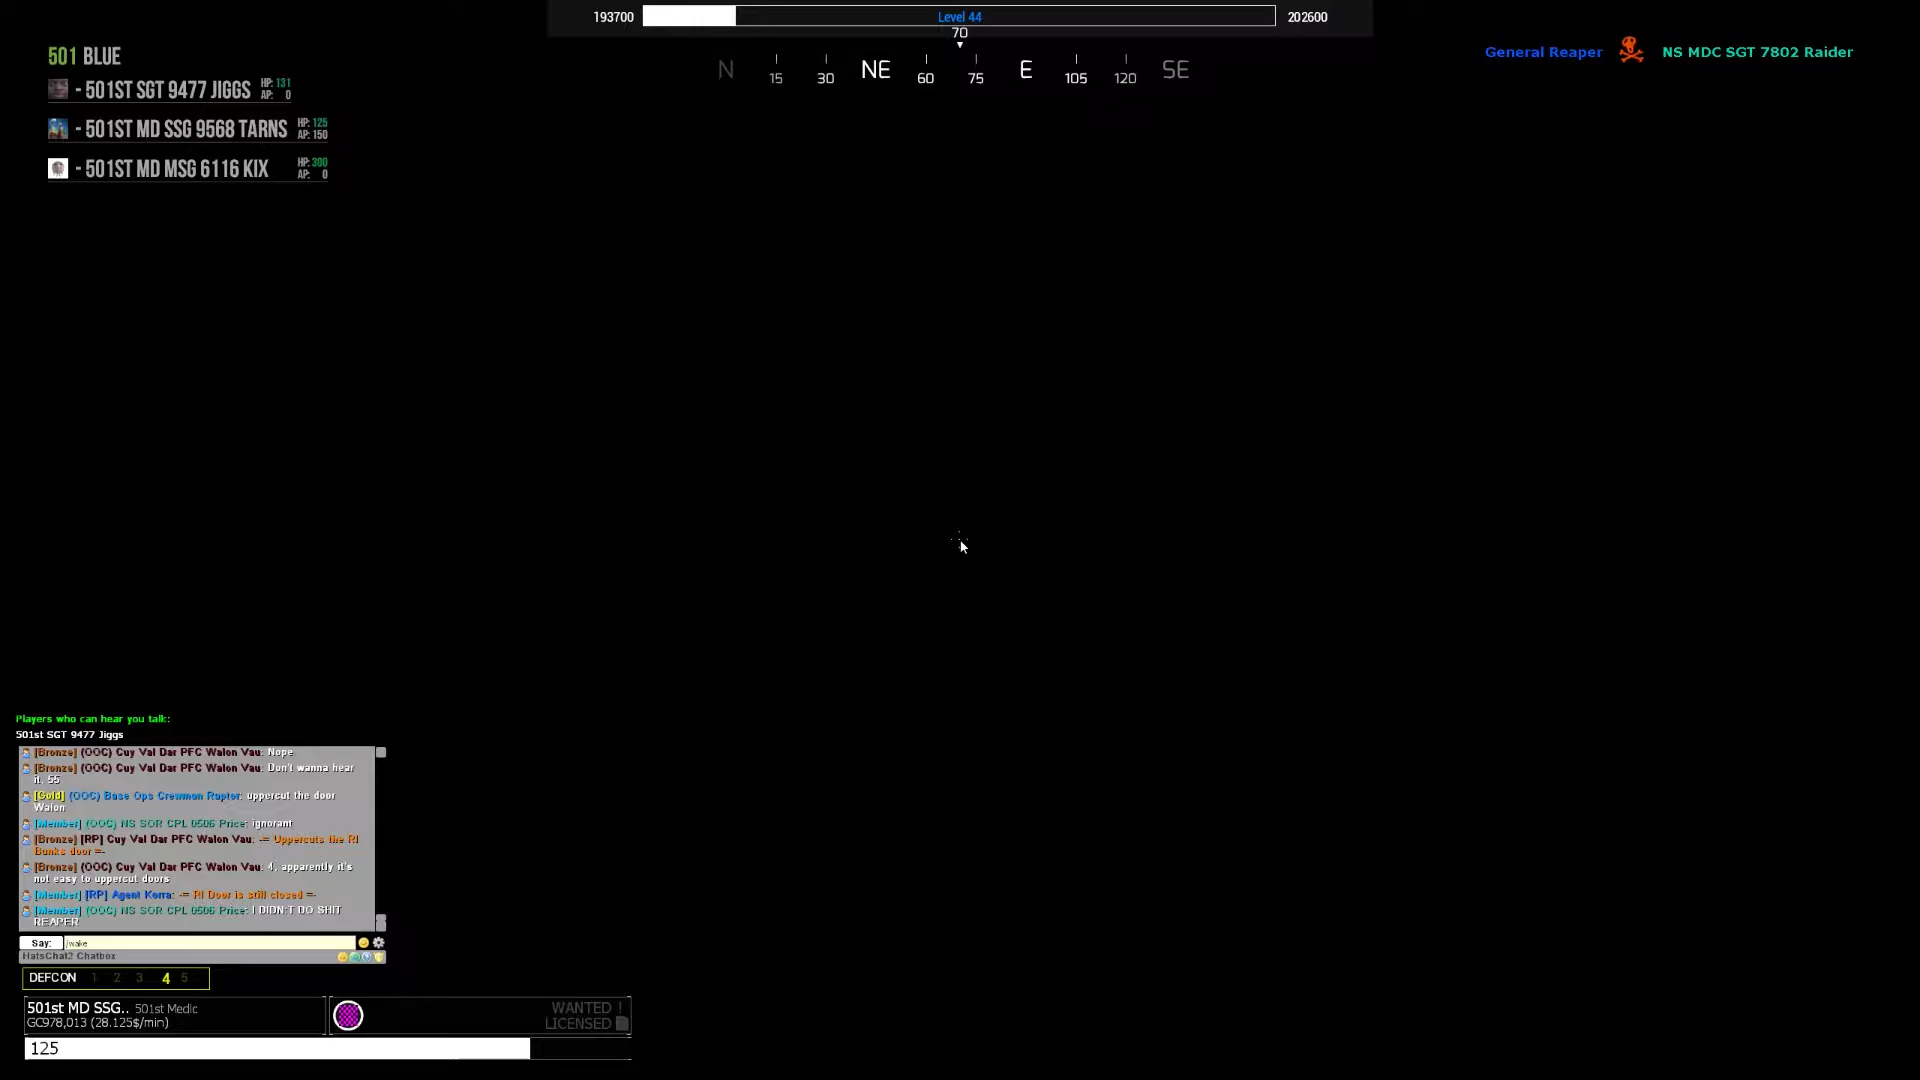 193700
Level 44
202600
70
N 15 30 NE 60 75 E 105 120 SE
General Reaper NS MDC SGT 7802 Raider
501 BLUE
- 501ST SGT 9477 JIGGS HP: 131 AP: 0
- 501ST MD SSG 9568 TARNS HP: 125 AP: 150
- 501ST MD MSG 6116 KIX HP: 300 AP: 0
Players who can hear you talk:
501st SGT 9477 Jiggs
[Bronze] (OOC) Cuy Val Dar PFC Walon Vau: Nope
[Bronze] (OOC) Cuy Val Dar PFC Walon Vau: Don't wanna hear
it, 55
[Gold] (OOC) Base Ops Crewman Raptor: uppercut the door
Walon
[Member] (OOC) NS SOR CPL 0506 Price: ignorant
[Bronze] [RP] Cuy Val Dar PFC Walon Vau: -= Uppercuts the RI
Bunks door =-
[Bronze] (OOC) Cuy Val Dar PFC Walon Vau: 4, apparently it's
not easy to uppercut doors
[Member] [RP] Agent Korra: -= RI Door is still closed =-
[Member] (OOC) NS SOR CPL 0506 Price: I DIDN'T DO SHIT
REAPER
Say: /wake
HatsChat2 Chatbox
DEFCON 1 2 3 4 5
501st MD SSG.. 501st Medic
GC978,013 (28.125$/min)
WANTED !
LICENSED
125